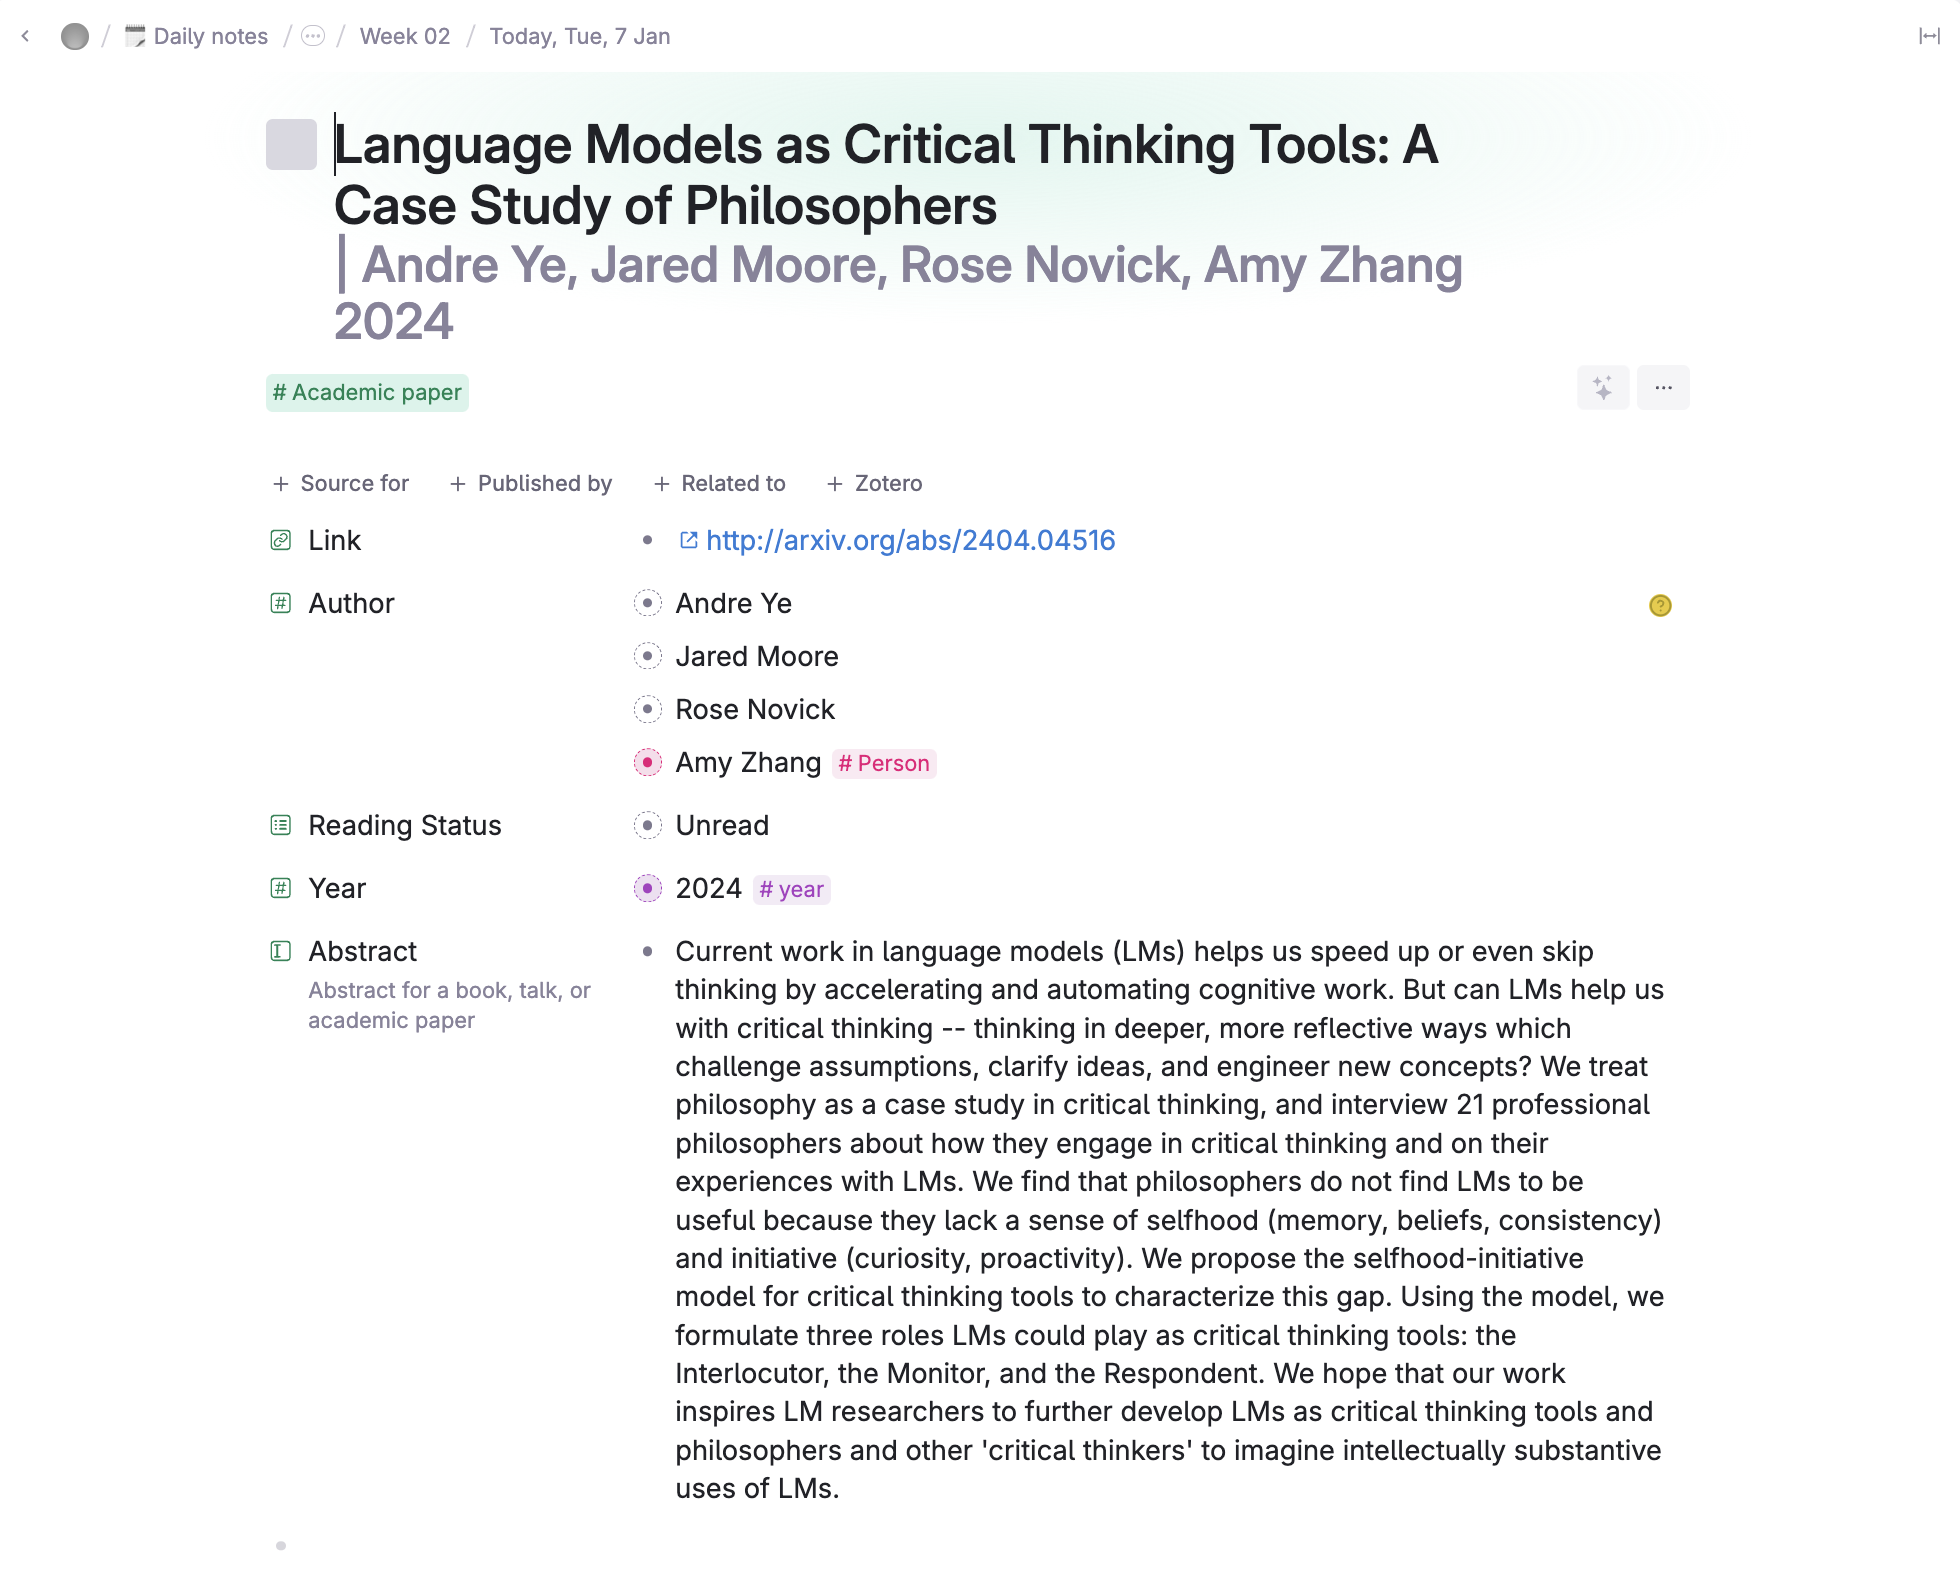 Daily notes / Week 02 / Today, Tue, 7 Jan
Language Models as Critical Thinking Tools: A
Case Study of Philosophers
| Andre Ye, Jared Moore, Rose Novick, Amy Zhang
2024
# Academic paper
+ Source for + Published by + Related to + Zotero
Link http://arxiv.org/abs/2404.04516
Author Andre Ye
Jared Moore
Rose Novick
Amy Zhang # Person
Reading Status Unread
Year 2024 # year
Abstract
Abstract for a book, talk, or
academic paper
Current work in language models (LMs) helps us speed up or even skip
thinking by accelerating and automating cognitive work. But can LMs help us
with critical thinking -- thinking in deeper, more reflective ways which
challenge assumptions, clarify ideas, and engineer new concepts? We treat
philosophy as a case study in critical thinking, and interview 21 professional
philosophers about how they engage in critical thinking and on their
experiences with LMs. We find that philosophers do not find LMs to be
useful because they lack a sense of selfhood (memory, beliefs, consistency)
and initiative (curiosity, proactivity). We propose the selfhood-initiative
model for critical thinking tools to characterize this gap. Using the model, we
formulate three roles LMs could play as critical thinking tools: the
Interlocutor, the Monitor, and the Respondent. We hope that our work
inspires LM researchers to further develop LMs as critical thinking tools and
philosophers and other 'critical thinkers' to imagine intellectually substantive
uses of LMs.